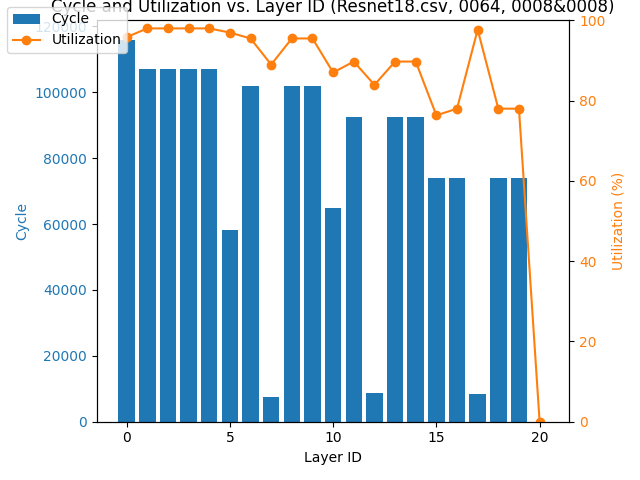 Cycle and Utilization vs. Layer ID (Resnet18.csv, 0064, 0008&0008)
Cycle
Utilization
120000
100000
80000
60000
40000
20000
0
Cycle
100
80
60
40
20
0
Utilization (%)
0 5 10 15 20
Layer ID